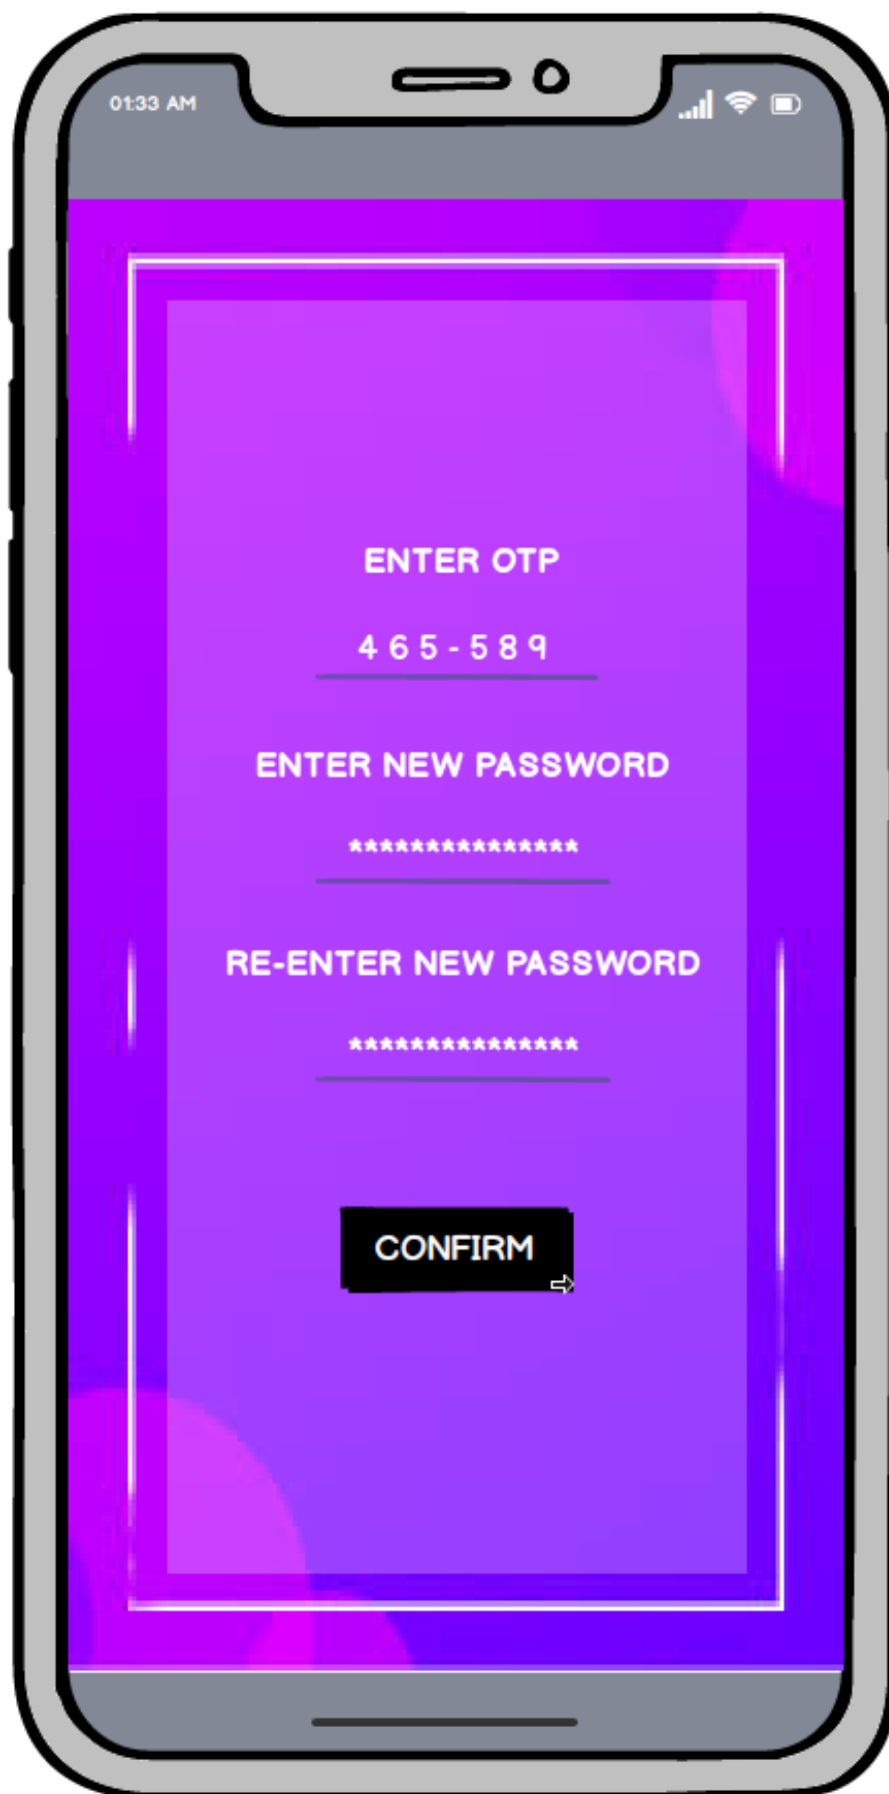 01:33 AM
ENTER OTP
465-589
ENTER NEW PASSWORD
***************
RE-ENTER NEW PASSWORD
***************
CONFIRM